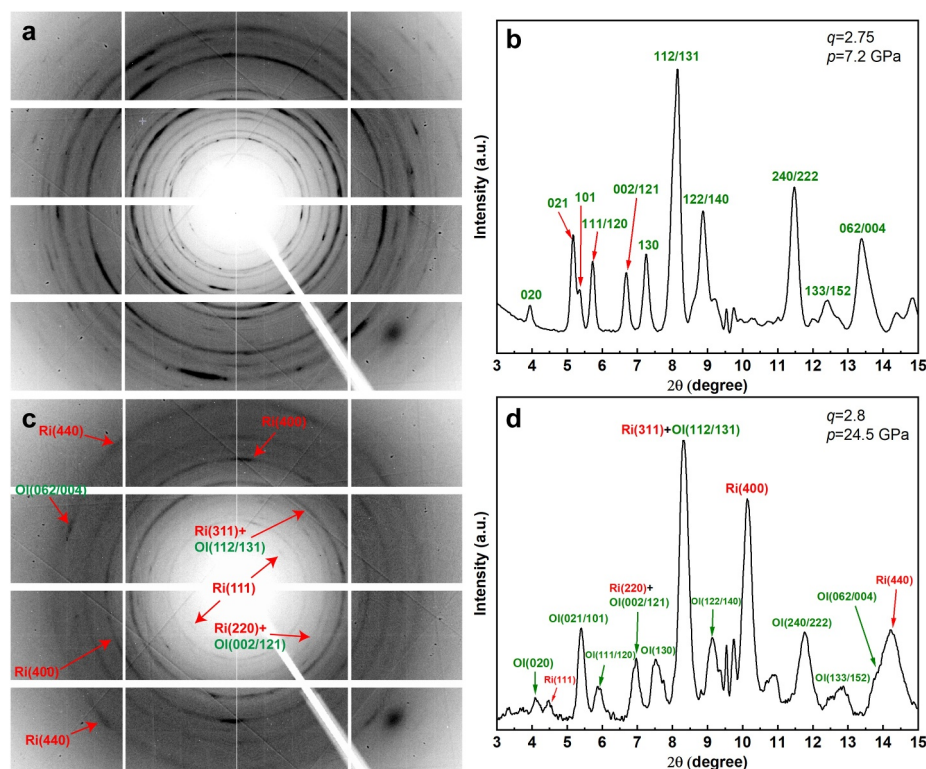 a
b
q=2.75
p=7.2 GPa
112/131
240/222
122/140
002/121
101
021
111/120
130
062/004
133/152
020
Intensity (a.u.)
3 4 5 6 7 8 9 10 11 12 13 14 15
2θ (degree)
c
Ri(440)
Ri(400)
Ol(062/004)
Ri(311)+
Ol(112/131)
Ri(111)
Ri(220)+
Ol(002/121)
Ri(400)
Ri(440)
d
q=2.8
p=24.5 GPa
Ri(311)+Ol(112/131)
Ri(400)
Ri(220)+
Ol(002/121)
Ol(122/140)
Ol(062/004)
Ri(440)
Ol(021/101)
Ol(240/222)
Ol(111/120)
Ol(130)
Ol(020)
Ri(111)
Ol(133/152)
Intensity (a.u.)
3 4 5 6 7 8 9 10 11 12 13 14 15
2θ (degree)